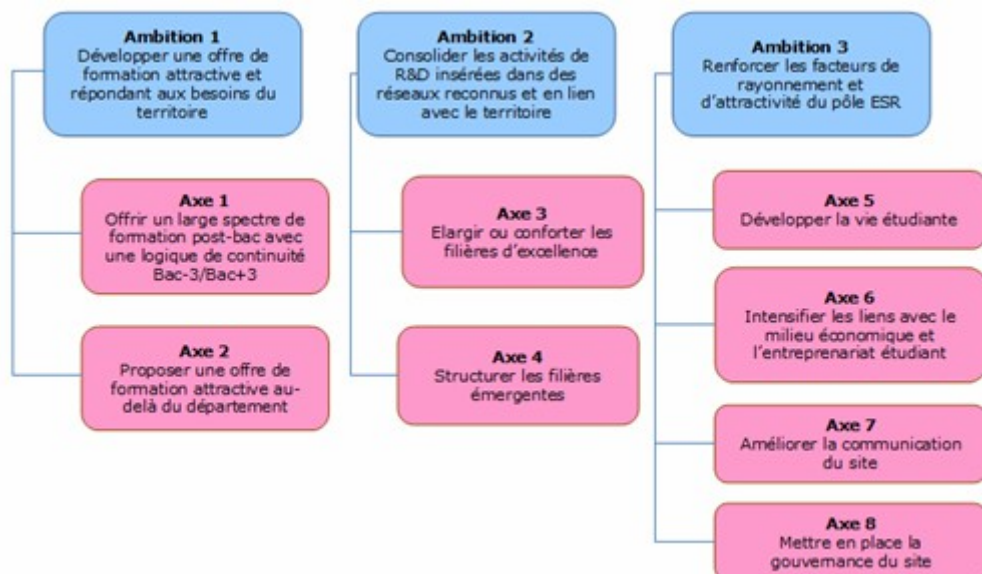 Ambition 1
Développer une offre de
formation attractive et
répondant aux besoins du
territoire
Axe 1
Offrir un large spectre de
formation post-bac avec
une logique de continuité
Bac-3/Bac+3
Axe 2
Proposer une offre de
formation attractive au-
delà du département
Ambition 2
Consolider les activités de
R&D insérées dans des
réseaux reconnus et en lien
avec le territoire
Axe 3
Elargir ou conforter les
filières d'excellence
Axe 4
Structurer les filières
émergentes
Ambition 3
Renforcer les facteurs de
rayonnement et
d'attractivité du pôle ESR
Axe 5
Développer la vie étudiante
Axe 6
Intensifier les liens avec le
milieu économique et
l'entreprenariat étudiant
Axe 7
Améliorer la communication
du site
Axe 8
Mettre en place la
gouvernance du site